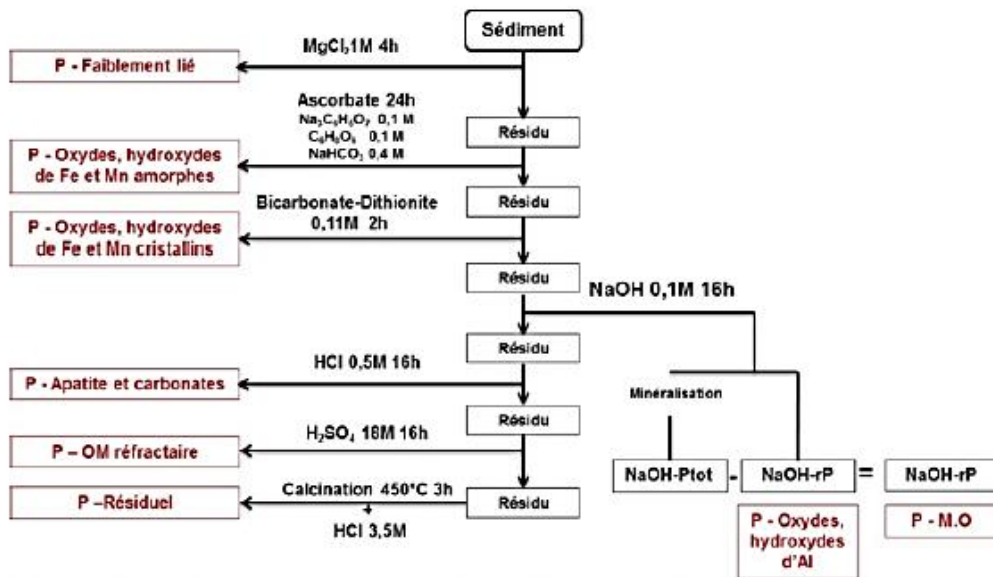 Sédiment
MgCl₂1M 4h
P - Faiblement lié
Ascorbate 24h
Na₃C₆H₅O₇ 0,1 M
C₆H₈O₆ 0,1 M
NaHCO₃ 0,4 M
Résidu
P - Oxydes, hydroxydes
de Fe et Mn amorphes
Résidu
Bicarbonate-Dithionite
0,11M 2h
P - Oxydes, hydroxydes
de Fe et Mn cristallins
Résidu
NaOH 0,1M 16h
Résidu
HCl 0,5M 16h
P - Apatite et carbonates
Minéralisation
Résidu
H₂SO₄ 18M 16h
P – OM réfractaire
NaOH-Ptot - NaOH-rP = NaOH-rP
Calcination 450°C 3h
P –Résiduel
Résidu
HCl 3,5M
P - Oxydes,
hydroxydes
d'Al
P - M.O